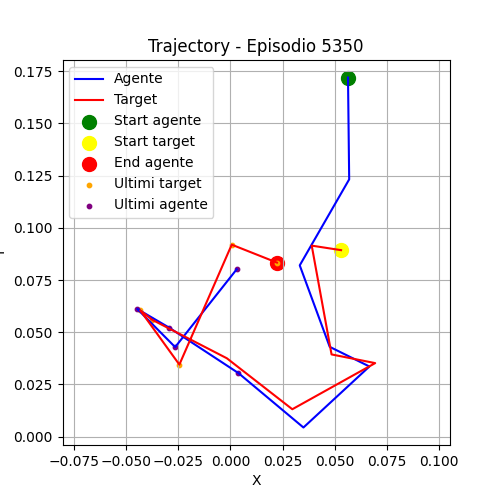 Trajectory - Episodio 5350
Agente
Target
Start agente
Start target
End agente
Ultimi target
Ultimi agente
0.175
0.150
0.125
0.100
0.075
0.050
0.025
0.000
−0.075 −0.050 −0.025 0.000 0.025 0.050 0.075 0.100
X